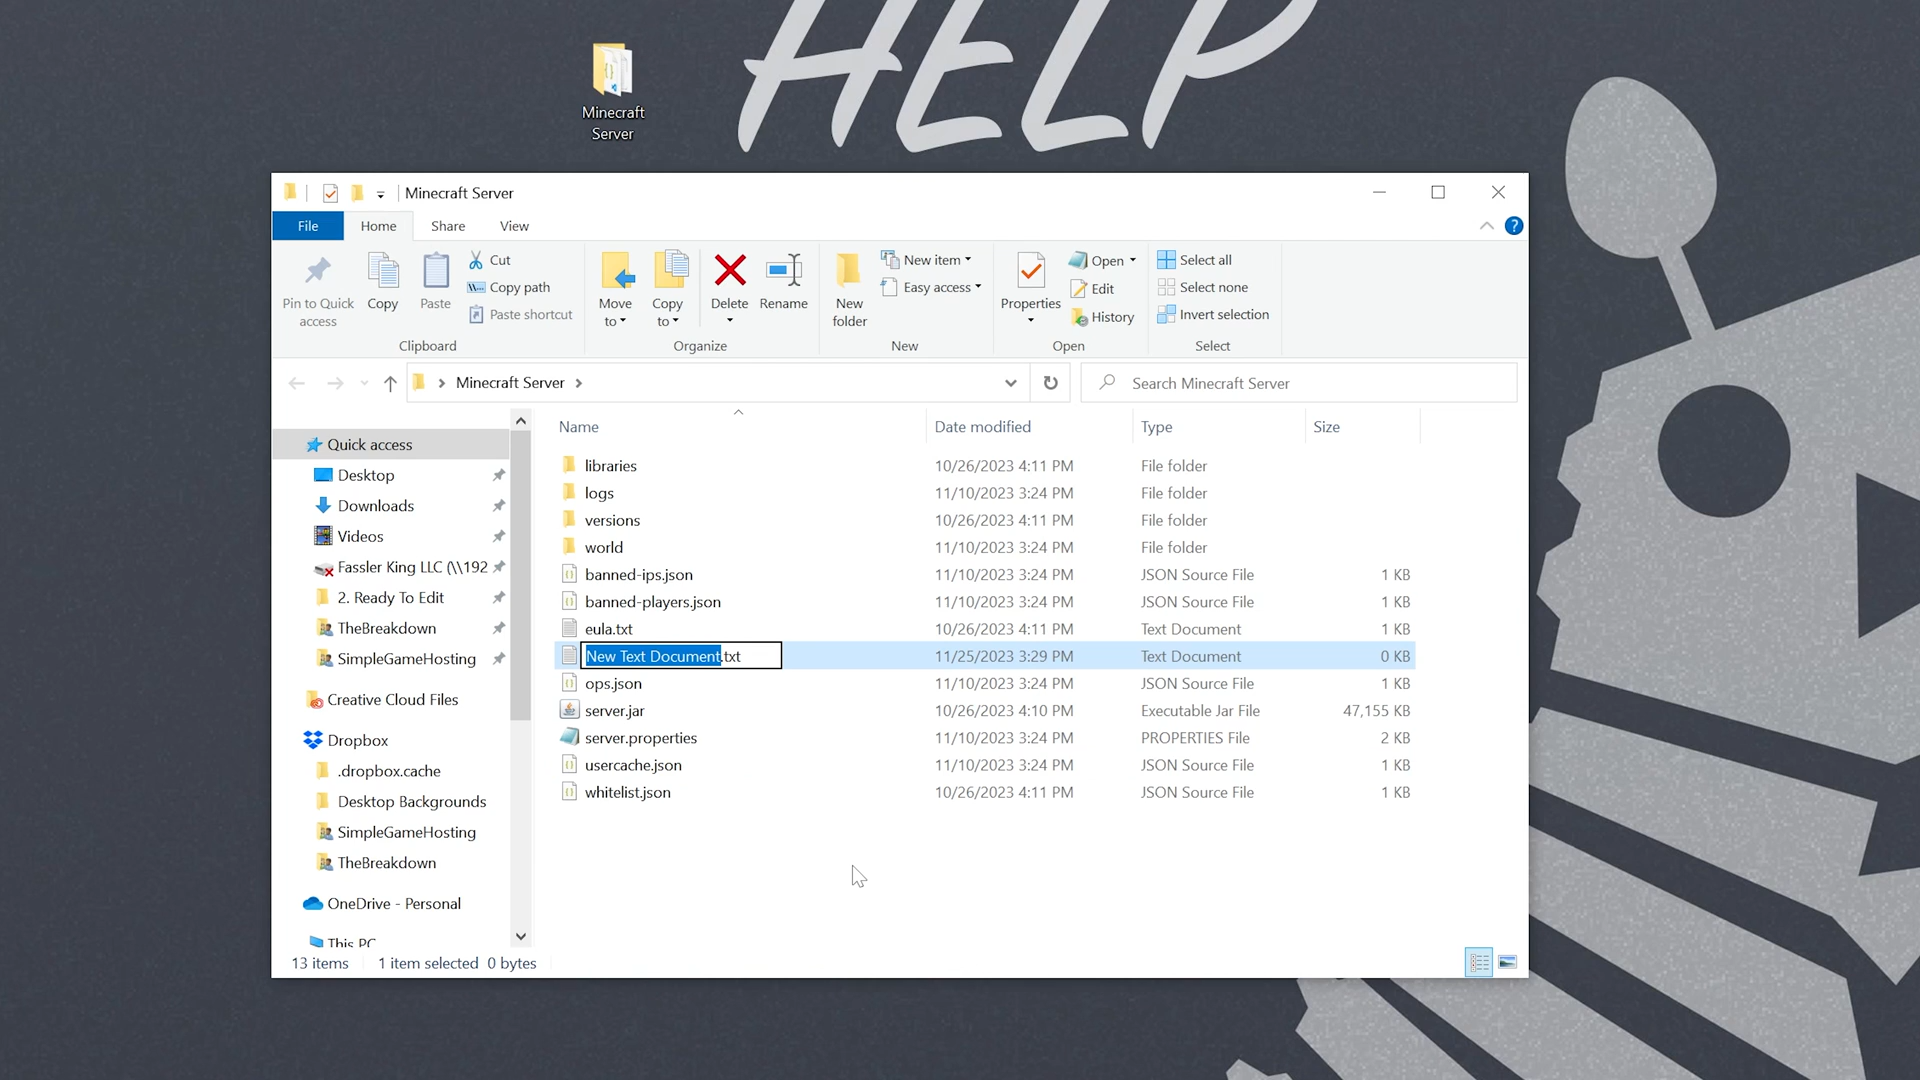 HELP
Minecraft
Server
Minecraft Server
File
Home
Share
View
?
Pin to Quick
access
Copy
Paste
Cut
Copy path
Paste shortcut
Clipboard
Move
to
Copy
to
Delete
Rename
Organize
New
folder
New item
Easy access
New
Properties
Open
Edit
History
Open
Select all
Select none
Invert selection
Select
Minecraft Server
Search Minecraft Server
Quick access
Desktop
Downloads
Videos
Fassler King LLC (\\192
2. Ready To Edit
TheBreakdown
SimpleGameHosting
Creative Cloud Files
Dropbox
.dropbox.cache
Desktop Backgrounds
SimpleGameHosting
TheBreakdown
OneDrive - Personal
This PC
Name Date modified Type Size
libraries 10/26/2023 4:11 PM File folder
logs 11/10/2023 3:24 PM File folder
versions 10/26/2023 4:11 PM File folder
world 11/10/2023 3:24 PM File folder
banned-ips.json 11/10/2023 3:24 PM JSON Source File 1 KB
banned-players.json 11/10/2023 3:24 PM JSON Source File 1 KB
eula.txt 10/26/2023 4:11 PM Text Document 1 KB
New Text Document.txt 11/25/2023 3:29 PM Text Document 0 KB
ops.json 11/10/2023 3:24 PM JSON Source File 1 KB
server.jar 10/26/2023 4:10 PM Executable Jar File 47,155 KB
server.properties 11/10/2023 3:24 PM PROPERTIES File 2 KB
usercache.json 11/10/2023 3:24 PM JSON Source File 1 KB
whitelist.json 10/26/2023 4:11 PM JSON Source File 1 KB
13 items 1 item selected 0 bytes